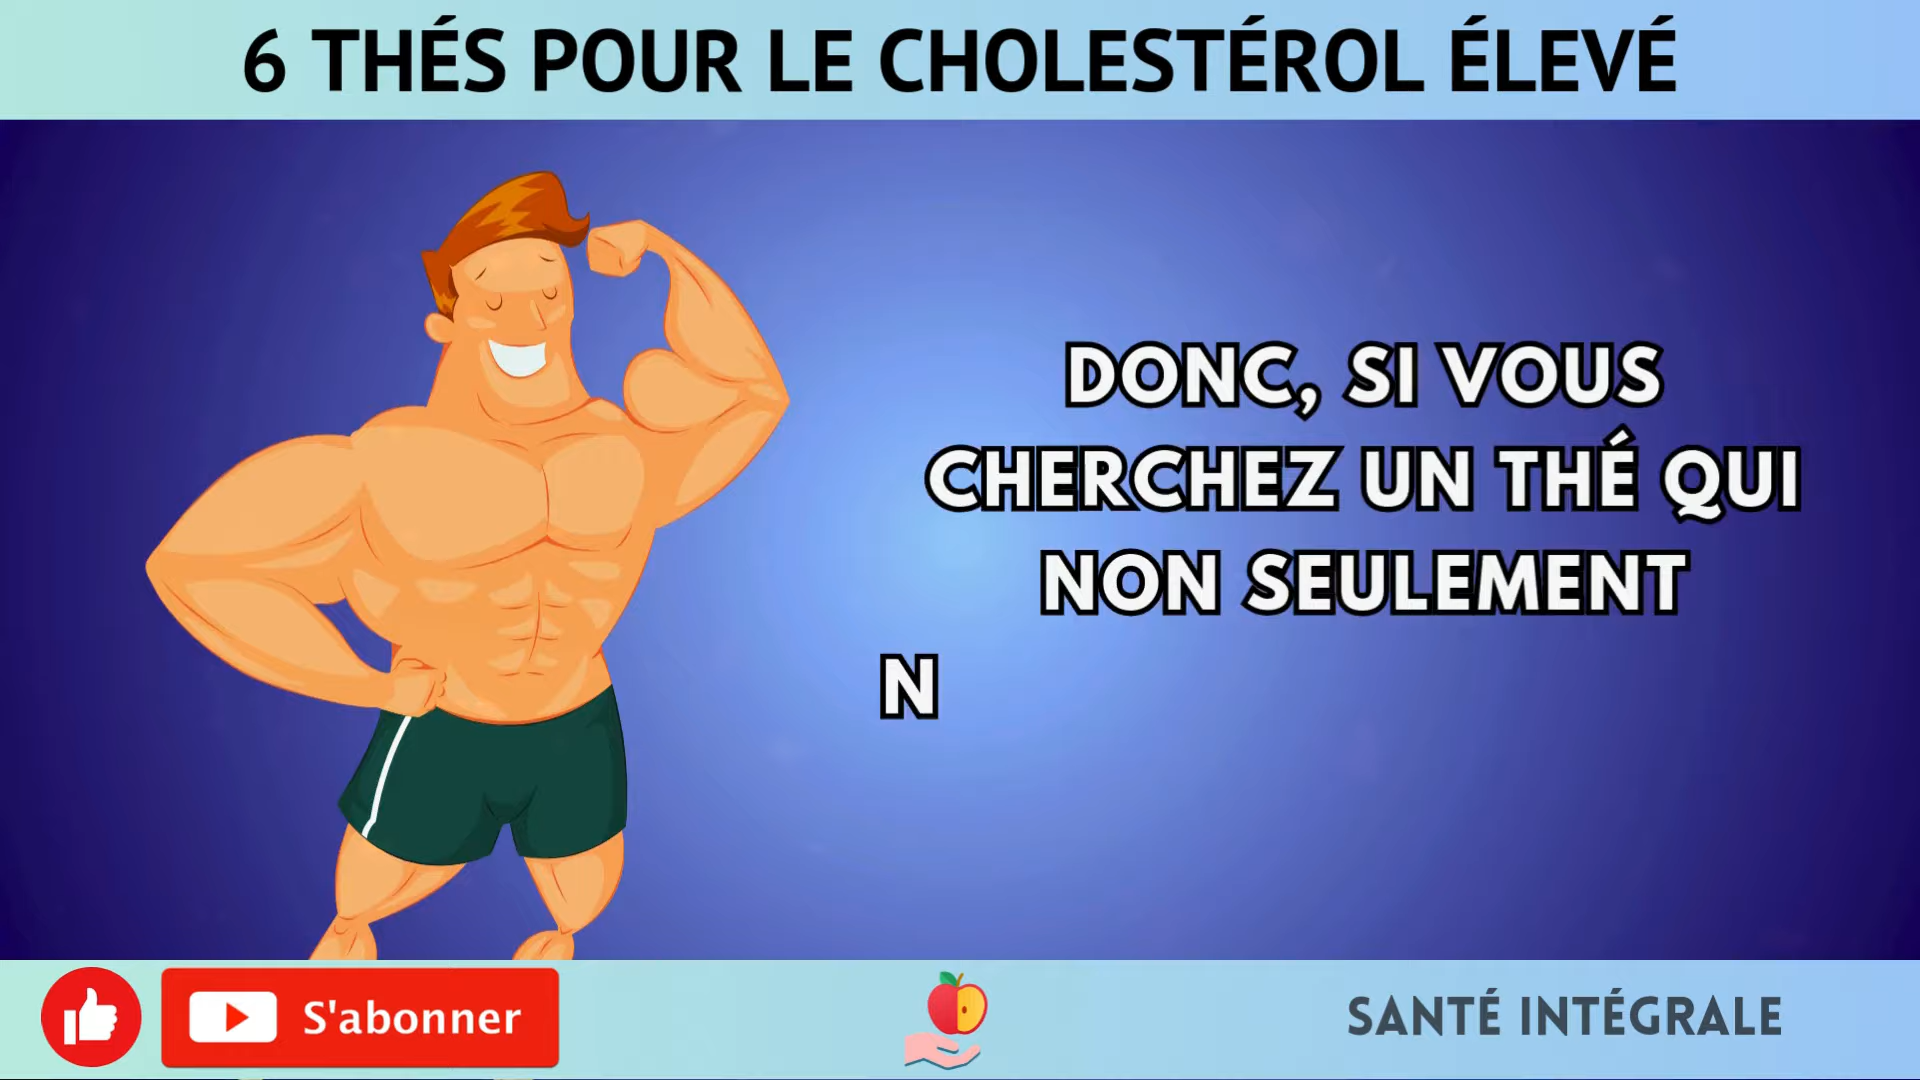 6 THÉS POUR LE CHOLESTÉROL ÉLEVÉ
DONC, SI VOUS
CHERCHEZ UN THÉ QUI
NON SEULEMENT
N
S'abonner
SANTÉ INTÉGRALE